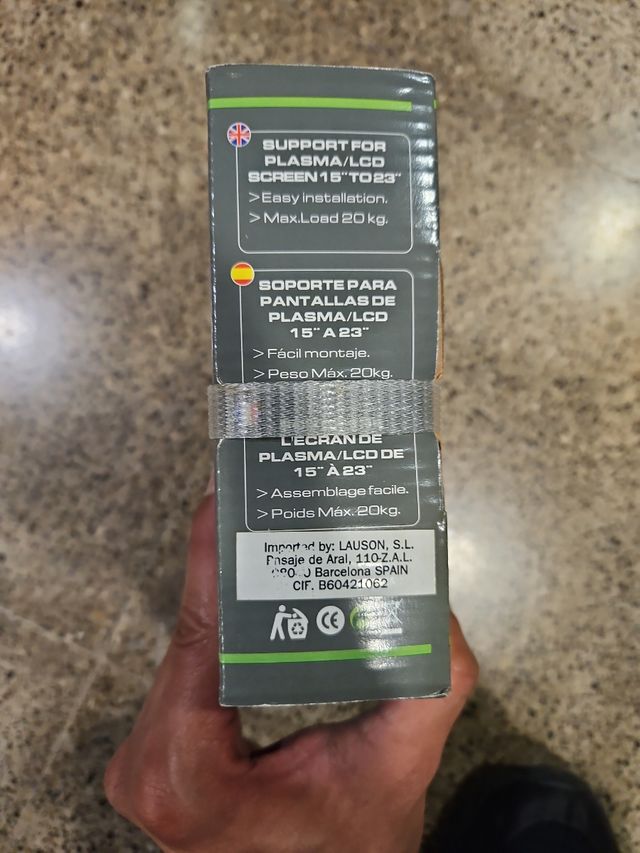 SUPPORT FOR
PLASMA/LCD
SCREEN 15" TO 23"
> Easy installation.
> Max.Load 20 kg.
SOPORTE PARA
PANTALLAS DE
PLASMA/LCD
15" A 23"
> Fácil montaje.
> Peso Máx. 20kg.
L'ECRAN DE
PLASMA/LCD DE
15" À 23"
> Assemblage facile.
> Poids Máx. 20kg.
Imported by: LAUSON, S.L.
Pasaje de Aral, 110-Z.A.L.
Barcelona SPAIN
CIF. B60421062
CE